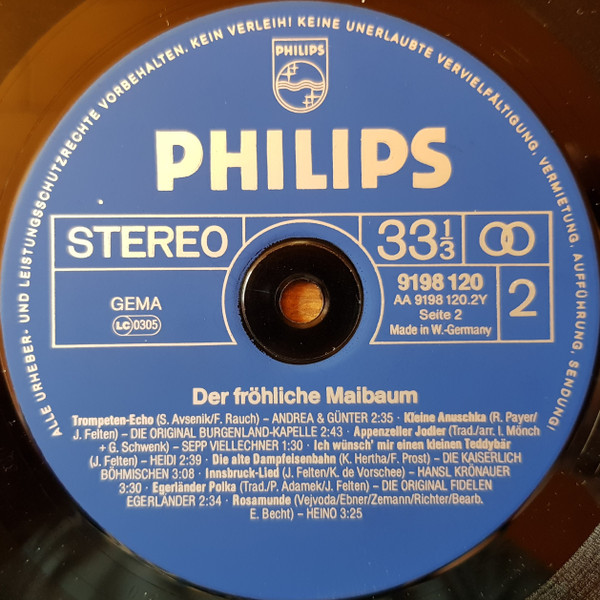 ALLE URHEBER- UND LEISTUNGSSCHUTZRECHTE VORBEHALTEN. KEIN VERLEIH! KEINE UNERLAUBTE VERVIELFÄLTIGUNG, VERMIETUNG, AUFFÜHRUNG, SENDUNG!
PHILIPS
PHILIPS
STEREO
33 1/3
9198 120
AA 9198 120.2Y
Seite 2
Made in W.-Germany
2
GEMA
LC 0305
Der fröhliche Maibaum
Trompeten-Echo (S. Avsenik/F. Rauch) – ANDREA & GÜNTER 2:35 · Kleine Anuschka (R. Payer/
J. Felten) – DIE ORIGINAL BURGENLAND-KAPELLE 2:43 · Appenzeller Jodler (Trad./arr. I. Mönch
+ G. Schwenk) – SEPP VIELLECHNER 1:30 · Ich wünsch' mir einen kleinen Teddybär
(J. Felten) – HEIDI 2:39 · Die alte Dampfeisenbahn (K. Hertha/F. Prost) – DIE KAISERLICH
BÖHMISCHEN 3:08 · Innsbruck-Lied (J. Felten/K. de Vorschee) – HANSL KRÖNAUER
3:30 · Egerländer Polka (Trad./P. Adamek/J. Felten) – DIE ORIGINAL FIDELEN
EGERLÄNDER 2:34 · Rosamunde (Vejvoda/Ebner/Zemann/Richter/Bearb.
E. Becht) – HEINO 3:25